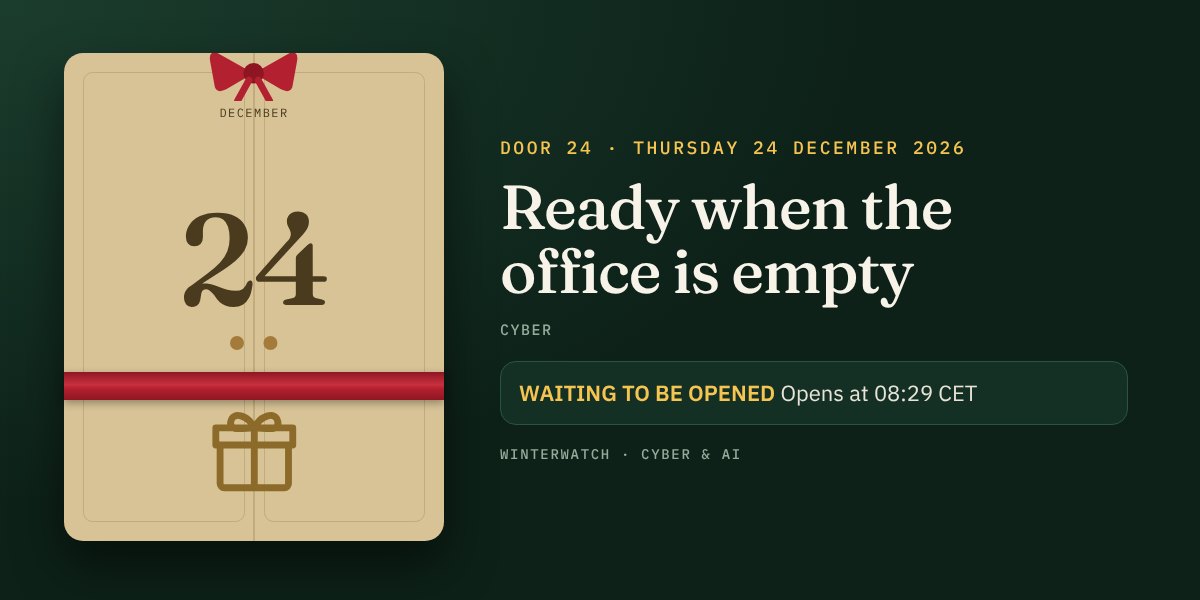 DECEMBER
24
DOOR 24 · THURSDAY 24 DECEMBER 2026
Ready when the
office is empty
CYBER
WAITING TO BE OPENED Opens at 08:29 CET
WINTERWATCH · CYBER & AI